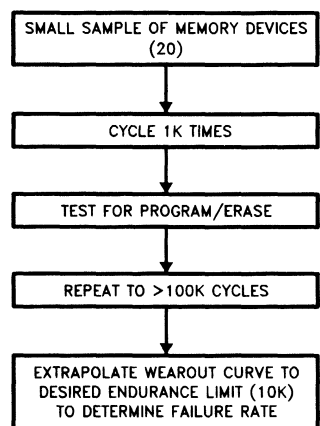 SMALL SAMPLE OF MEMORY DEVICES
(20)
CYCLE 1K TIMES
TEST FOR PROGRAM/ERASE
REPEAT TO >100K CYCLES
EXTRAPOLATE WEAROUT CURVE TO
DESIRED ENDURANCE LIMIT (10K)
TO DETERMINE FAILURE RATE